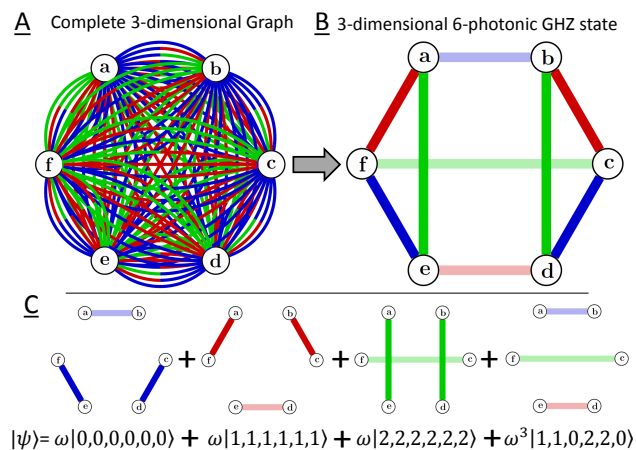 A Complete 3-dimensional Graph
B 3-dimensional 6-photonic GHZ state
a b c d e f
a b c d e f
C
a b f c e d
+
a b f c e d
+
a b f c e d
+
a b f c e d
|ψ⟩= ω|0,0,0,0,0,0⟩ + ω|1,1,1,1,1,1⟩ + ω|2,2,2,2,2,2⟩ + ω³|1,1,0,2,2,0⟩